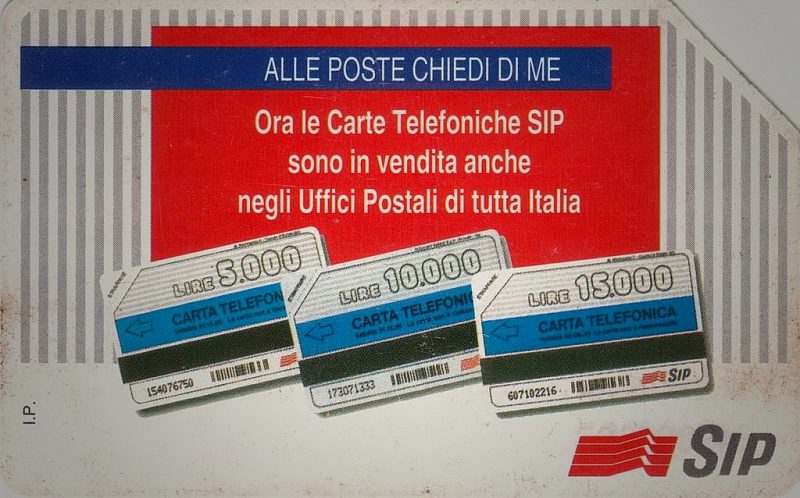 ALLE POSTE CHIEDI DI ME
Ora le Carte Telefoniche SIP
sono in vendita anche
negli Uffici Postali di tutta Italia
LIRE 5.000
CARTA TELEFON
154076750
LIRE 10.000
CARTA TELEFONIC
173071333
LIRE 15.000
CARTA TELEFONICA
607102216
SIP
I.P.
SIP